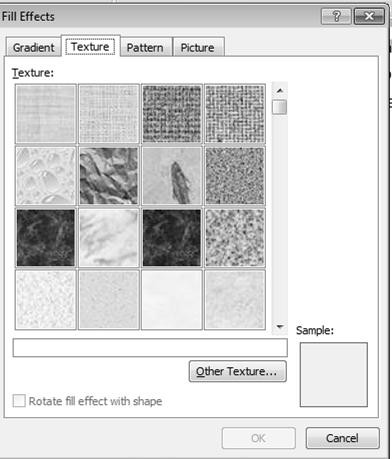 Fill Effects
Gradient Texture Pattern Picture
Texture:
Sample:
Other Texture...
Rotate fill effect with shape
OK Cancel